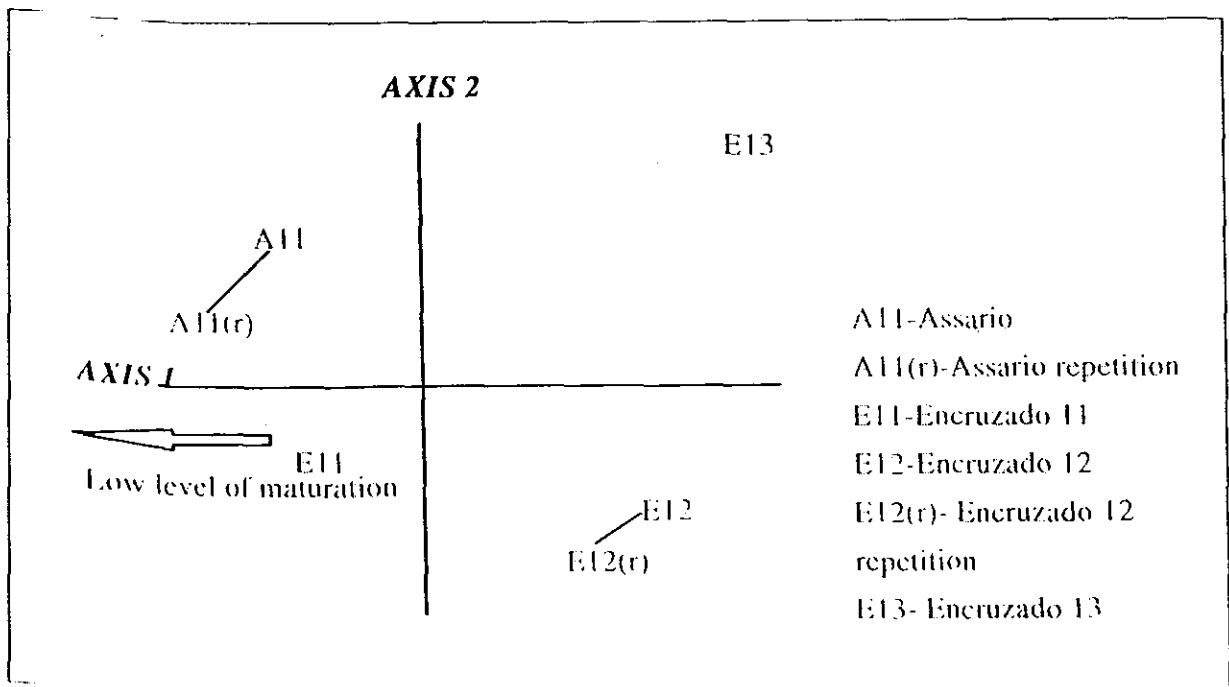 AXIS 2
E13
A11
A11(r)
AXIS 1
E11
Low level of maturation
E12
E12(r)
A11-Assario
A11(r)-Assario repetition
E11-Encruzado 11
E12-Encruzado 12
E12(r)- Encruzado 12
repetition
E13- Encruzado 13